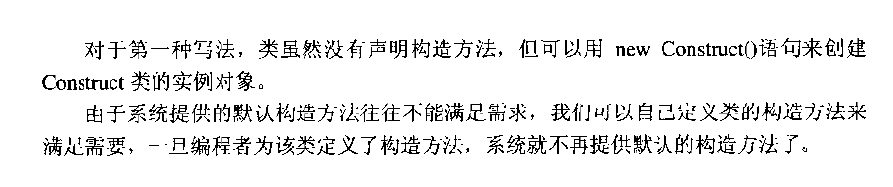 对于第一种写法，类虽然没有声明构造方法，但可以用 new Construct()语句来创建
Construct 类的实例对象。
由于系统提供的默认构造方法往往不能满足需求，我们可以自己定义类的构造方法来
满足需要，一旦编程者为该类定义了构造方法，系统就不再提供默认的构造方法了。